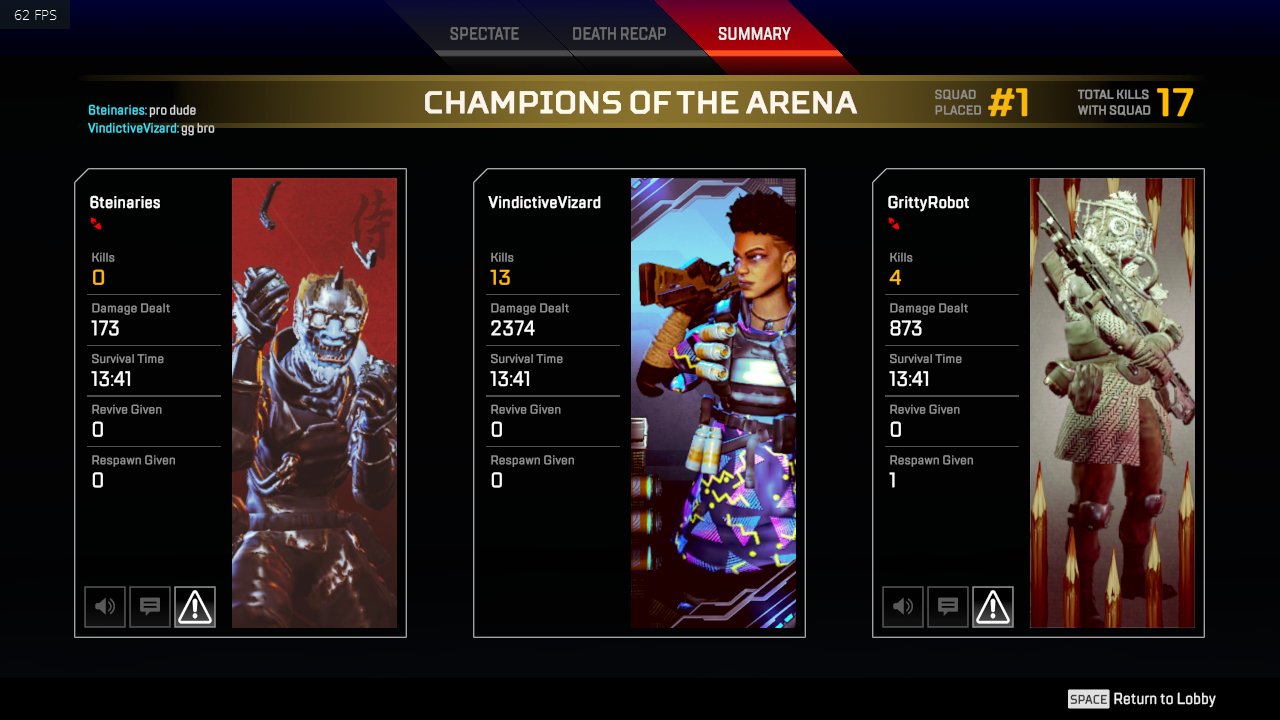 62 FPS
SPECTATE
DEATH RECAP
SUMMARY
6teinaries: pro dude
VindictiveVizard: gg bro
CHAMPIONS OF THE ARENA
SQUAD
PLACED
#1
TOTAL KILLS
WITH SQUAD
17
6teinaries
Kills
0
Damage Dealt
173
Survival Time
13:41
Revive Given
0
Respawn Given
0
侍
VindictiveVizard
Kills
13
Damage Dealt
2374
Survival Time
13:41
Revive Given
0
Respawn Given
0
GrittyRobot
Kills
4
Damage Dealt
873
Survival Time
13:41
Revive Given
0
Respawn Given
1
SPACE Return to Lobby